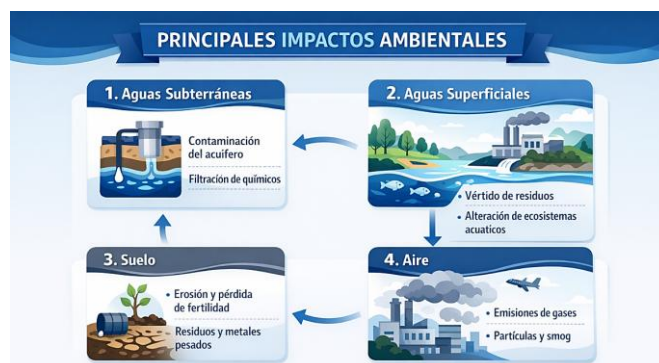 PRINCIPALES IMPACTOS AMBIENTALES
1. Aguas Subterráneas
Contaminación
del acuifero
Filtración de químicos
2. Aguas Superficiales
• Vértido de residuos
• Alteración de ecosistemas
acuaticos
3. Suelo
• Erosión y pérdida
de fertilidad
Residuos y metales
pesados
4. Aire
• Emisiones de gases
• Partículas y smog